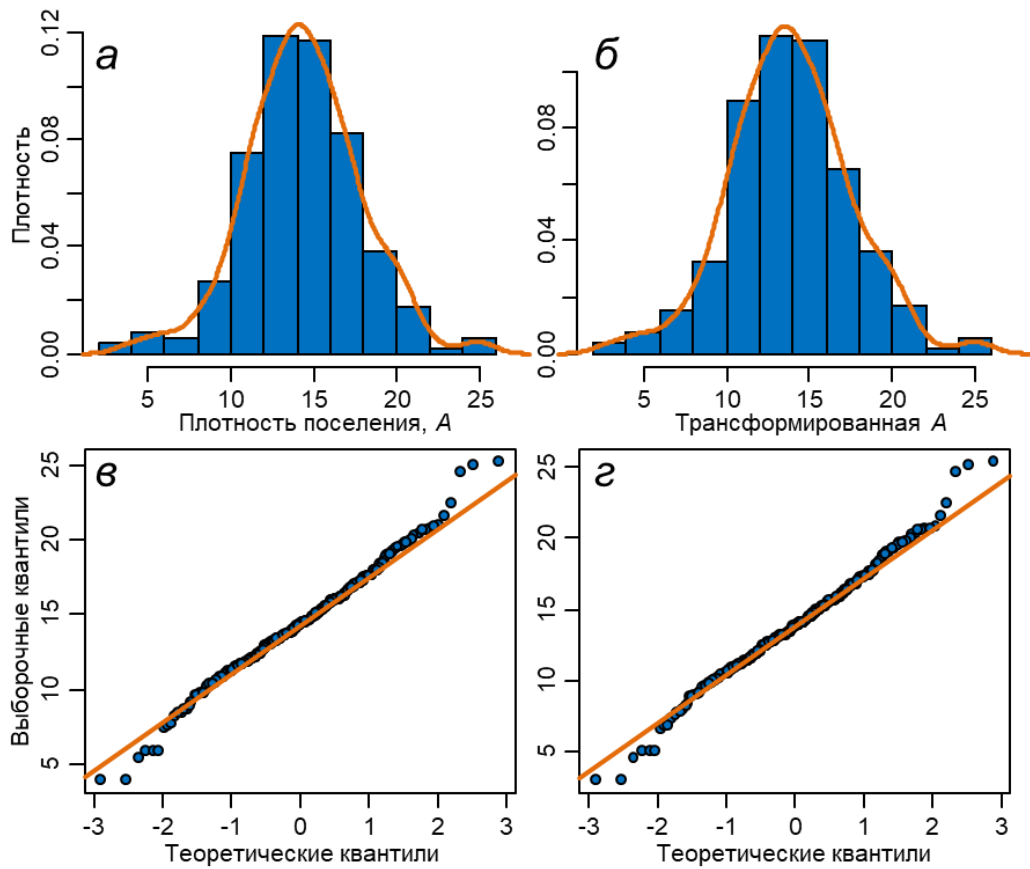 а
Плотность
0.00
0.04
0.08
0.12
5 10 15 20 25
Плотность поселения, A
б
0.00
0.04
0.08
5 10 15 20 25
Трансформированная A
в
Выборочные квантили
5
10
15
20
25
-3 -2 -1 0 1 2 3
Теоретические квантили
г
5
10
15
20
25
-3 -2 -1 0 1 2 3
Теоретические квантили